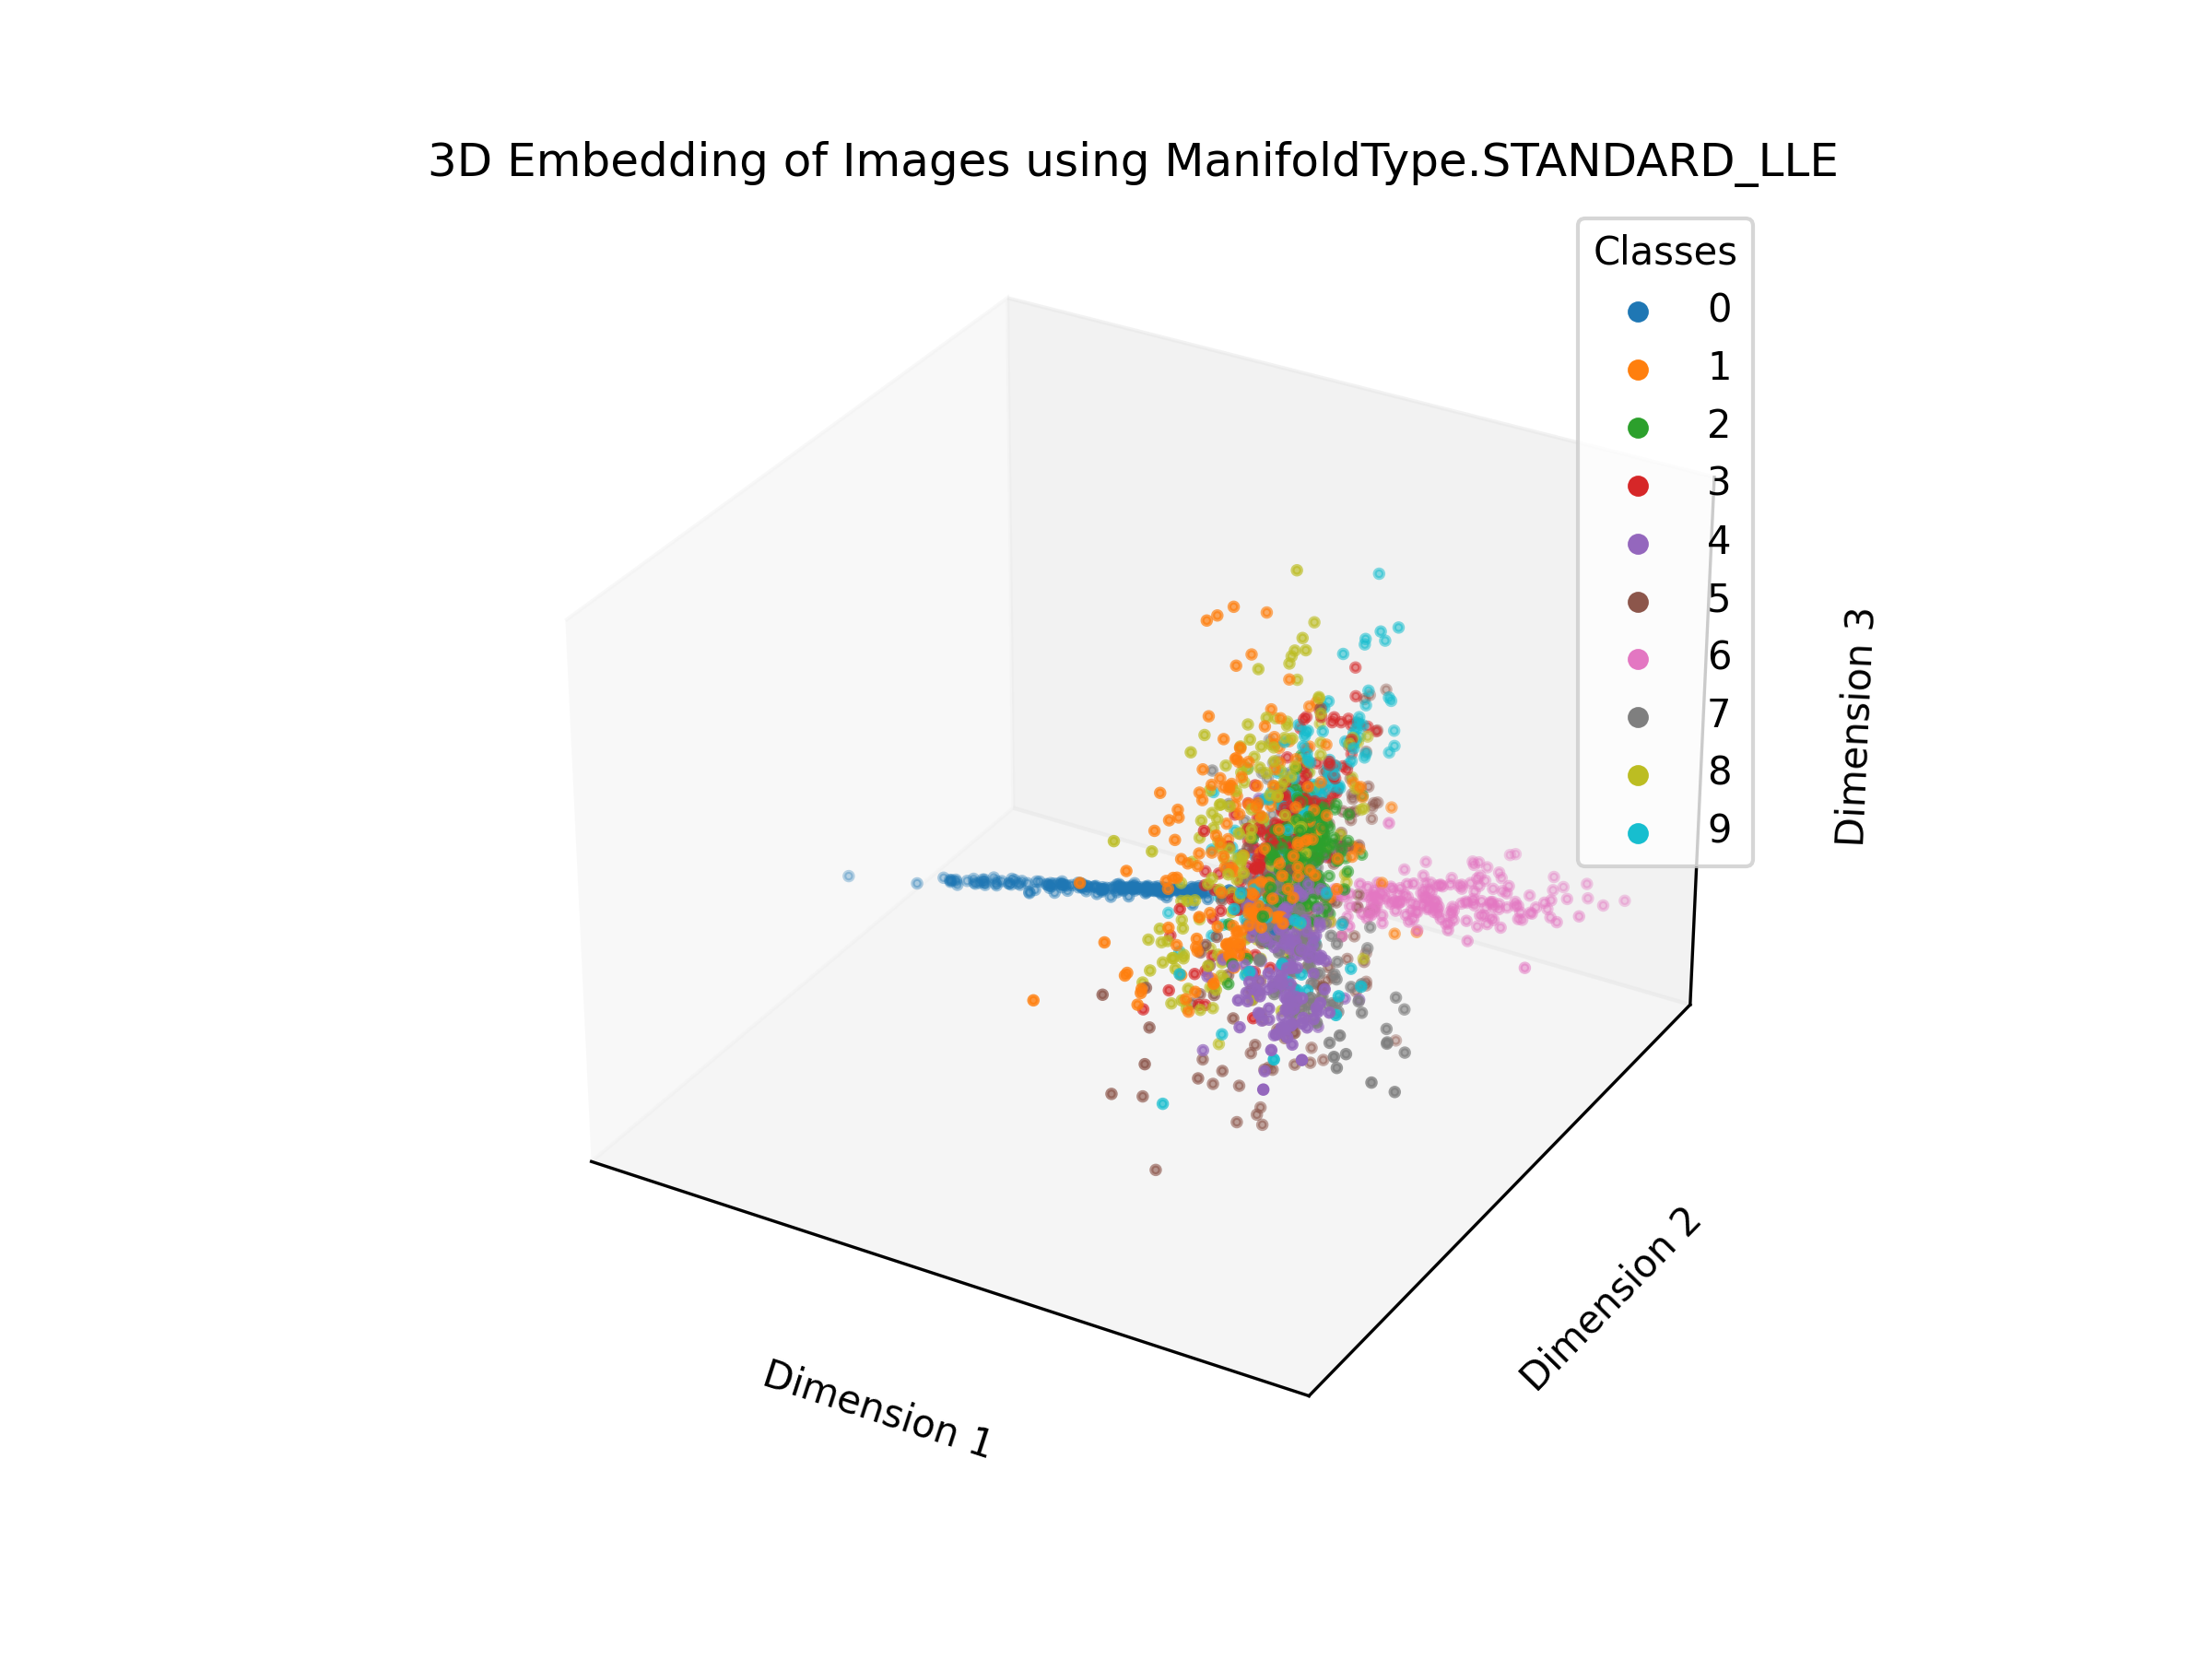 3D Embedding of Images using ManifoldType.STANDARD_LLE
Classes
0
1
2
3
4
5
6
7
8
9
Dimension 3
Dimension 2
Dimension 1